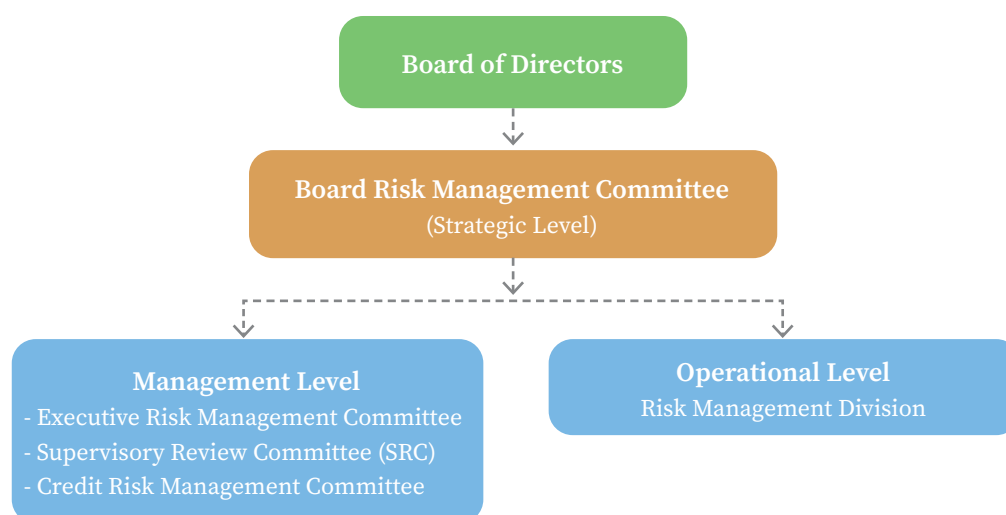 Board of Directors
Board Risk Management Committee
(Strategic Level)
Management Level
- Executive Risk Management Committee
- Supervisory Review Committee (SRC)
- Credit Risk Management Committee
Operational Level
Risk Management Division